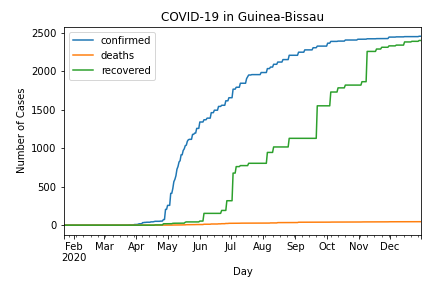 COVID-19 in Guinea-Bissau
confirmed
deaths
recovered
Number of Cases
2500
2000
1500
1000
500
0
Feb Mar Apr May Jun Jul Aug Sep Oct Nov Dec
2020
Day